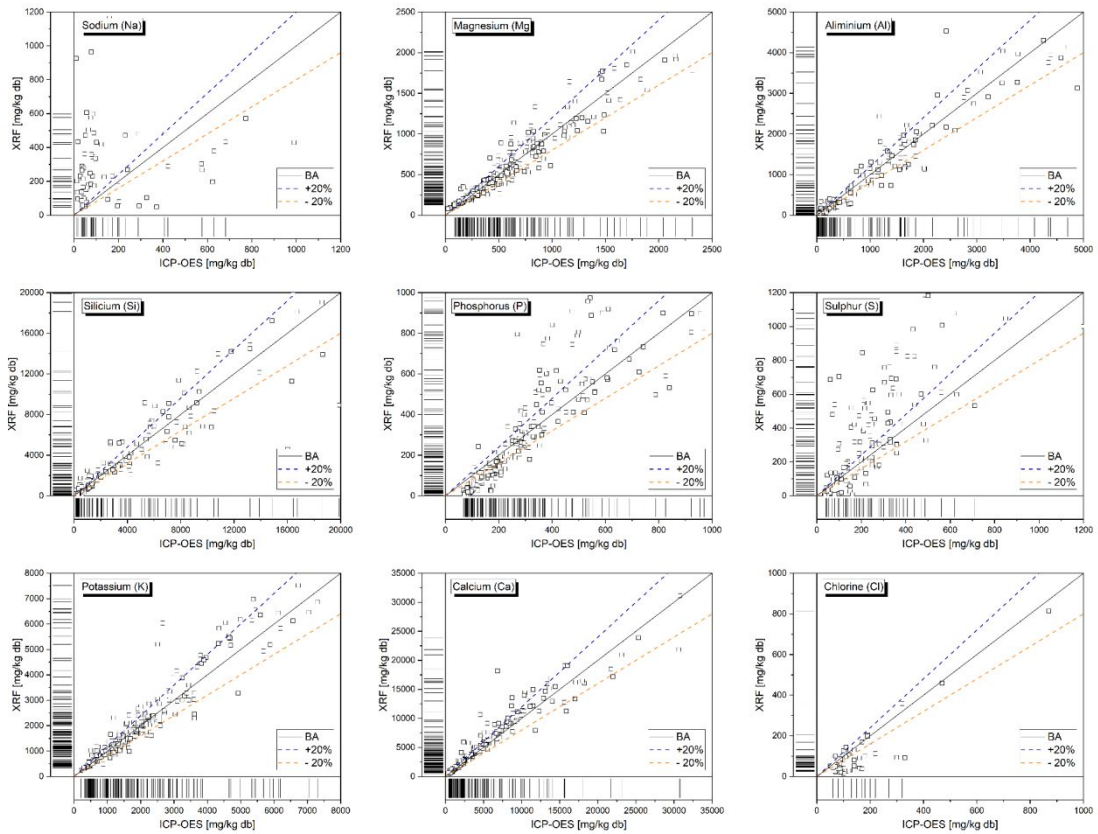 Sodium (Na)
XRF [mg/kg db]
1200
1000
800
600
400
200
0
BA
+20%
- 20%
0 200 400 600 800 1000 1200
ICP-OES [mg/kg db]
Magnesium (Mg
XRF [mg/kg db]
2500
2000
1500
1000
500
0
BA
+20%
- 20%
0 500 1000 1500 2000 2500
ICP-OES [mg/kg db]
Aliminium (Al)
XRF [mg/kg db]
5000
4000
3000
2000
1000
0
BA
+20%
- 20%
0 1000 2000 3000 4000 5000
ICP-OES [mg/kg db]
Silicium (Si)
XRF [mg/kg db]
20000
16000
12000
8000
4000
0
BA
+20%
- 20%
0 4000 8000 12000 16000 20000
ICP-OES [mg/kg db]
Phosphorus (P)
XRF [mg/kg db]
1000
800
600
400
200
0
BA
+20%
- 20%
0 200 400 600 800 1000
ICP-OES [mg/kg db]
Sulphur (S)
XRF [mg/kg db]
1200
1000
800
600
400
200
0
BA
+20%
- 20%
0 200 400 600 800 1000 1200
ICP-OES [mg/kg db]
Potassium (K)
XRF [mg/kg db]
8000
7000
6000
5000
4000
3000
2000
1000
0
BA
+20%
- 20%
0 1000 2000 3000 4000 5000 6000 7000 8000
ICP-OES [mg/kg db]
Calcium (Ca)
XRF [mg/kg db]
35000
30000
25000
20000
15000
10000
5000
0
BA
+20%
- 20%
0 5000 10000 15000 20000 25000 30000 35000
ICP-OES [mg/kg db]
Chlorine (Cl)
XRF [mg/kg db]
1000
800
600
400
200
0
BA
+20%
- 20%
0 200 400 600 800 1000
ICP-OES [mg/kg db]